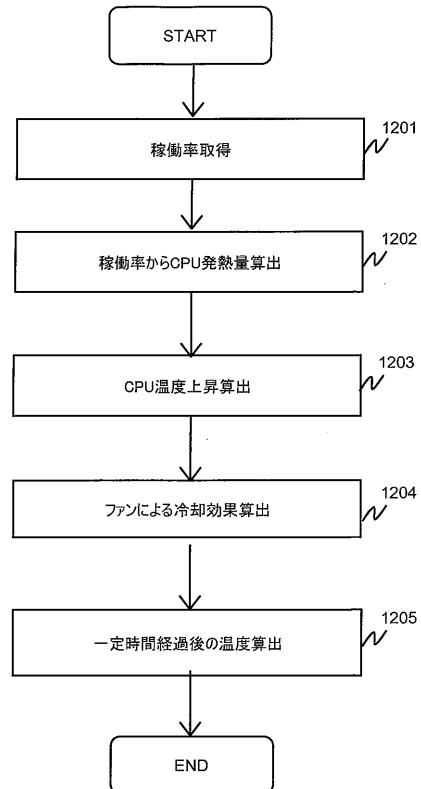 START
稼働率取得
1201
稼働率からCPU発熱量算出
1202
CPU温度上昇算出
1203
ファンによる冷却効果算出
1204
一定時間経過後の温度算出
1205
END